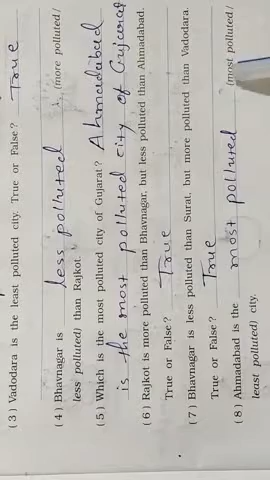 (3) Vadodara is the least polluted city. True or False? True
(4) Bhavnagar is less polluted (more polluted/
less polluted) than Rajkot.
(5) Which is the most polluted city of Gujarat? Ahmadabad
is the most polluted city of Gujarat
(6) Rajkot is more polluted than Bhavnagar, but less polluted than Ahmadabad.
True or False? True
(7) Bhavnagar is less polluted than Surat, but more polluted than Vadodara.
True or False? True
(8) Ahmadabad is the most polluted (most polluted/
least polluted) city.